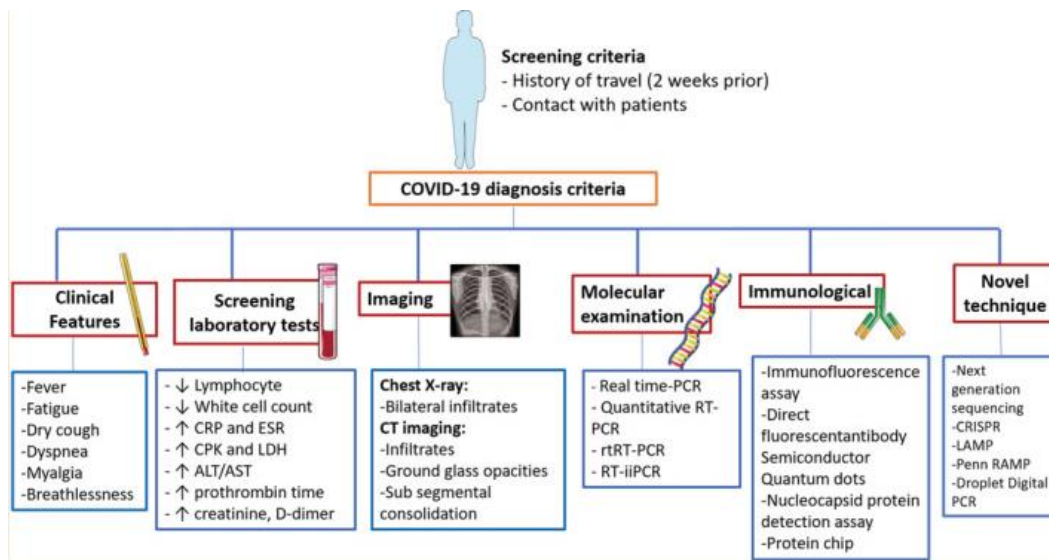 Screening criteria
- History of travel (2 weeks prior)
- Contact with patients
COVID-19 diagnosis criteria
Clinical
Features
-Fever
-Fatigue
-Dry cough
-Dyspnea
-Myalgia
-Breathlessness
Screening
laboratory tests
- ↓ Lymphocyte
- ↓ White cell count
- ↑ CRP and ESR
- ↑ CPK and LDH
- ↑ ALT/AST
- ↑ prothrombin time
- ↑ creatinine, D-dimer
Imaging
Chest X-ray:
-Bilateral infiltrates
CT imaging:
-Infiltrates
-Ground glass opacities
-Sub segmental
consolidation
Molecular
examination
- Real time-PCR
- Quantitative RT-
PCR
- rtRT-PCR
- RT-iiPCR
Immunological
-Immunofluorescence
assay
-Direct
fluorescentantibody
Semiconductor
Quantum dots
-Nucleocapsid protein
detection assay
-Protein chip
Novel
technique
-Next
generation
sequencing
-CRISPR
-LAMP
-Penn RAMP
-Droplet Digital
PCR